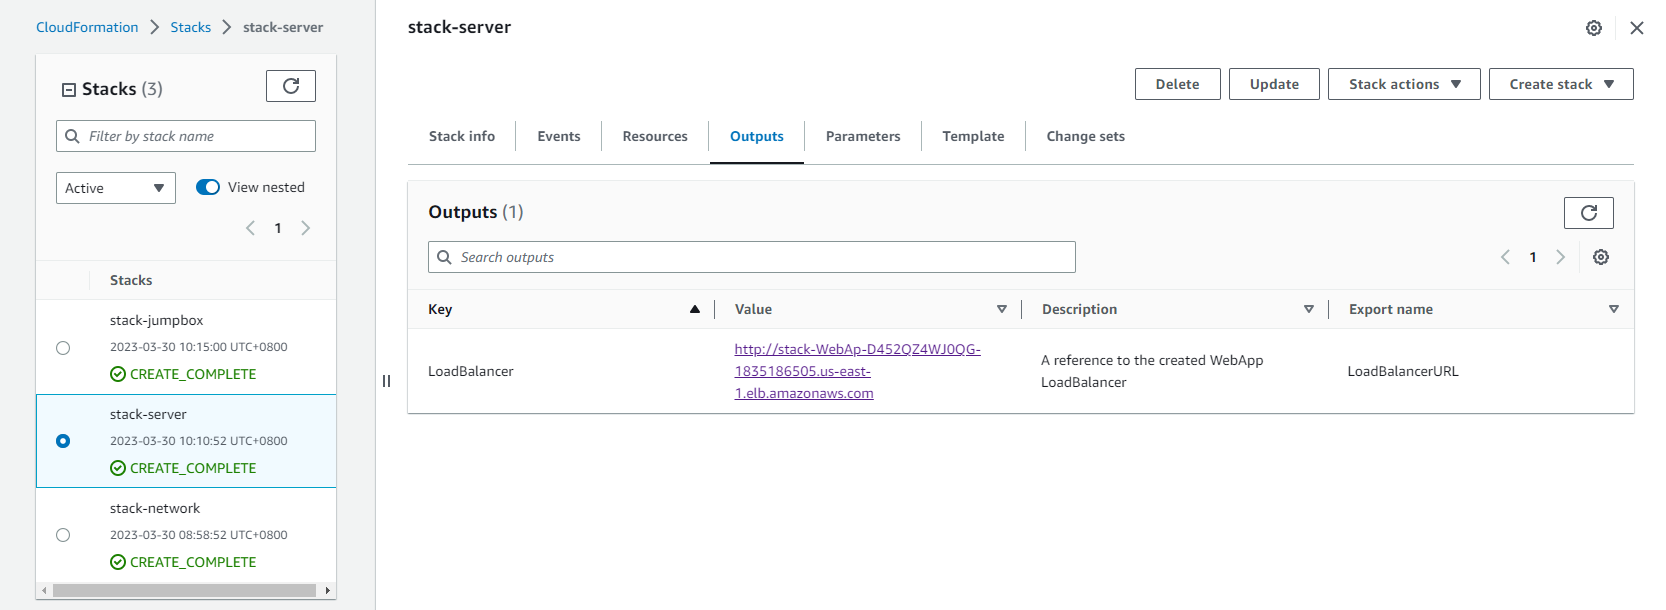 CloudFormation > Stacks > stack-server
Stacks (3)
Filter by stack name
Active
View nested
1
Stacks
stack-jumpbox
2023-03-30 10:15:00 UTC+0800
CREATE_COMPLETE
stack-server
2023-03-30 10:10:52 UTC+0800
CREATE_COMPLETE
stack-network
2023-03-30 08:58:52 UTC+0800
CREATE_COMPLETE
stack-server
Delete Update Stack actions Create stack
Stack info Events Resources Outputs Parameters Template Change sets
Outputs (1)
Search outputs
1
Key Value Description Export name
LoadBalancer
http://stack-WebAp-D452QZ4WJ0QG-
1835186505.us-east-
1.elb.amazonaws.com
A reference to the created WebApp
LoadBalancer
LoadBalancerURL